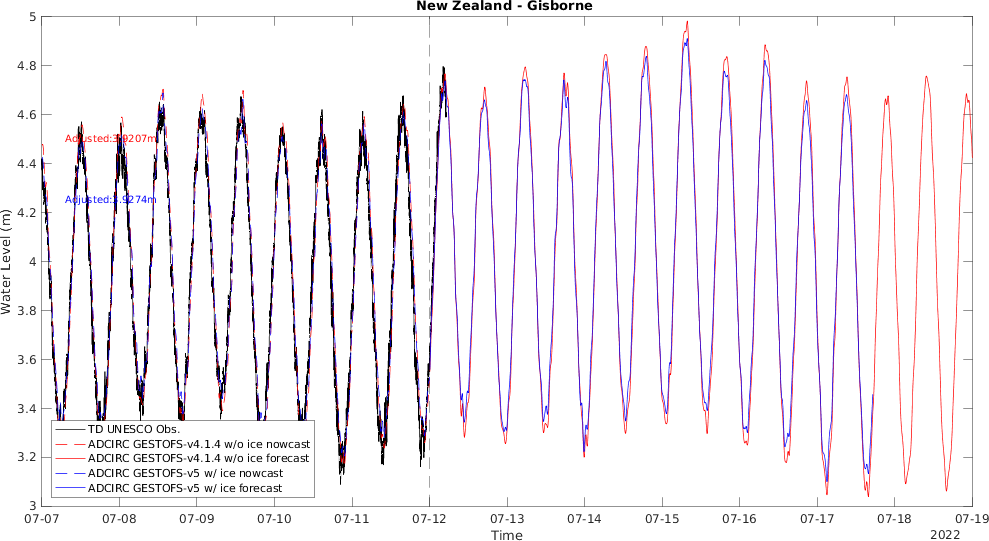 New Zealand - Gisborne
5
4.8
4.6
4.4
4.2
4
3.8
3.6
3.4
3.2
3
Water Level (m)
Adjusted:3.9207m
Adjusted:3.9274m
TD UNESCO Obs.
ADCIRC GESTOFS-v4.1.4 w/o ice nowcast
ADCIRC GESTOFS-v4.1.4 w/o ice forecast
ADCIRC GESTOFS-v5 w/ ice nowcast
ADCIRC GESTOFS-v5 w/ ice forecast
07-07 07-08 07-09 07-10 07-11 07-12 07-13 07-14 07-15 07-16 07-17 07-18 07-19
Time
2022